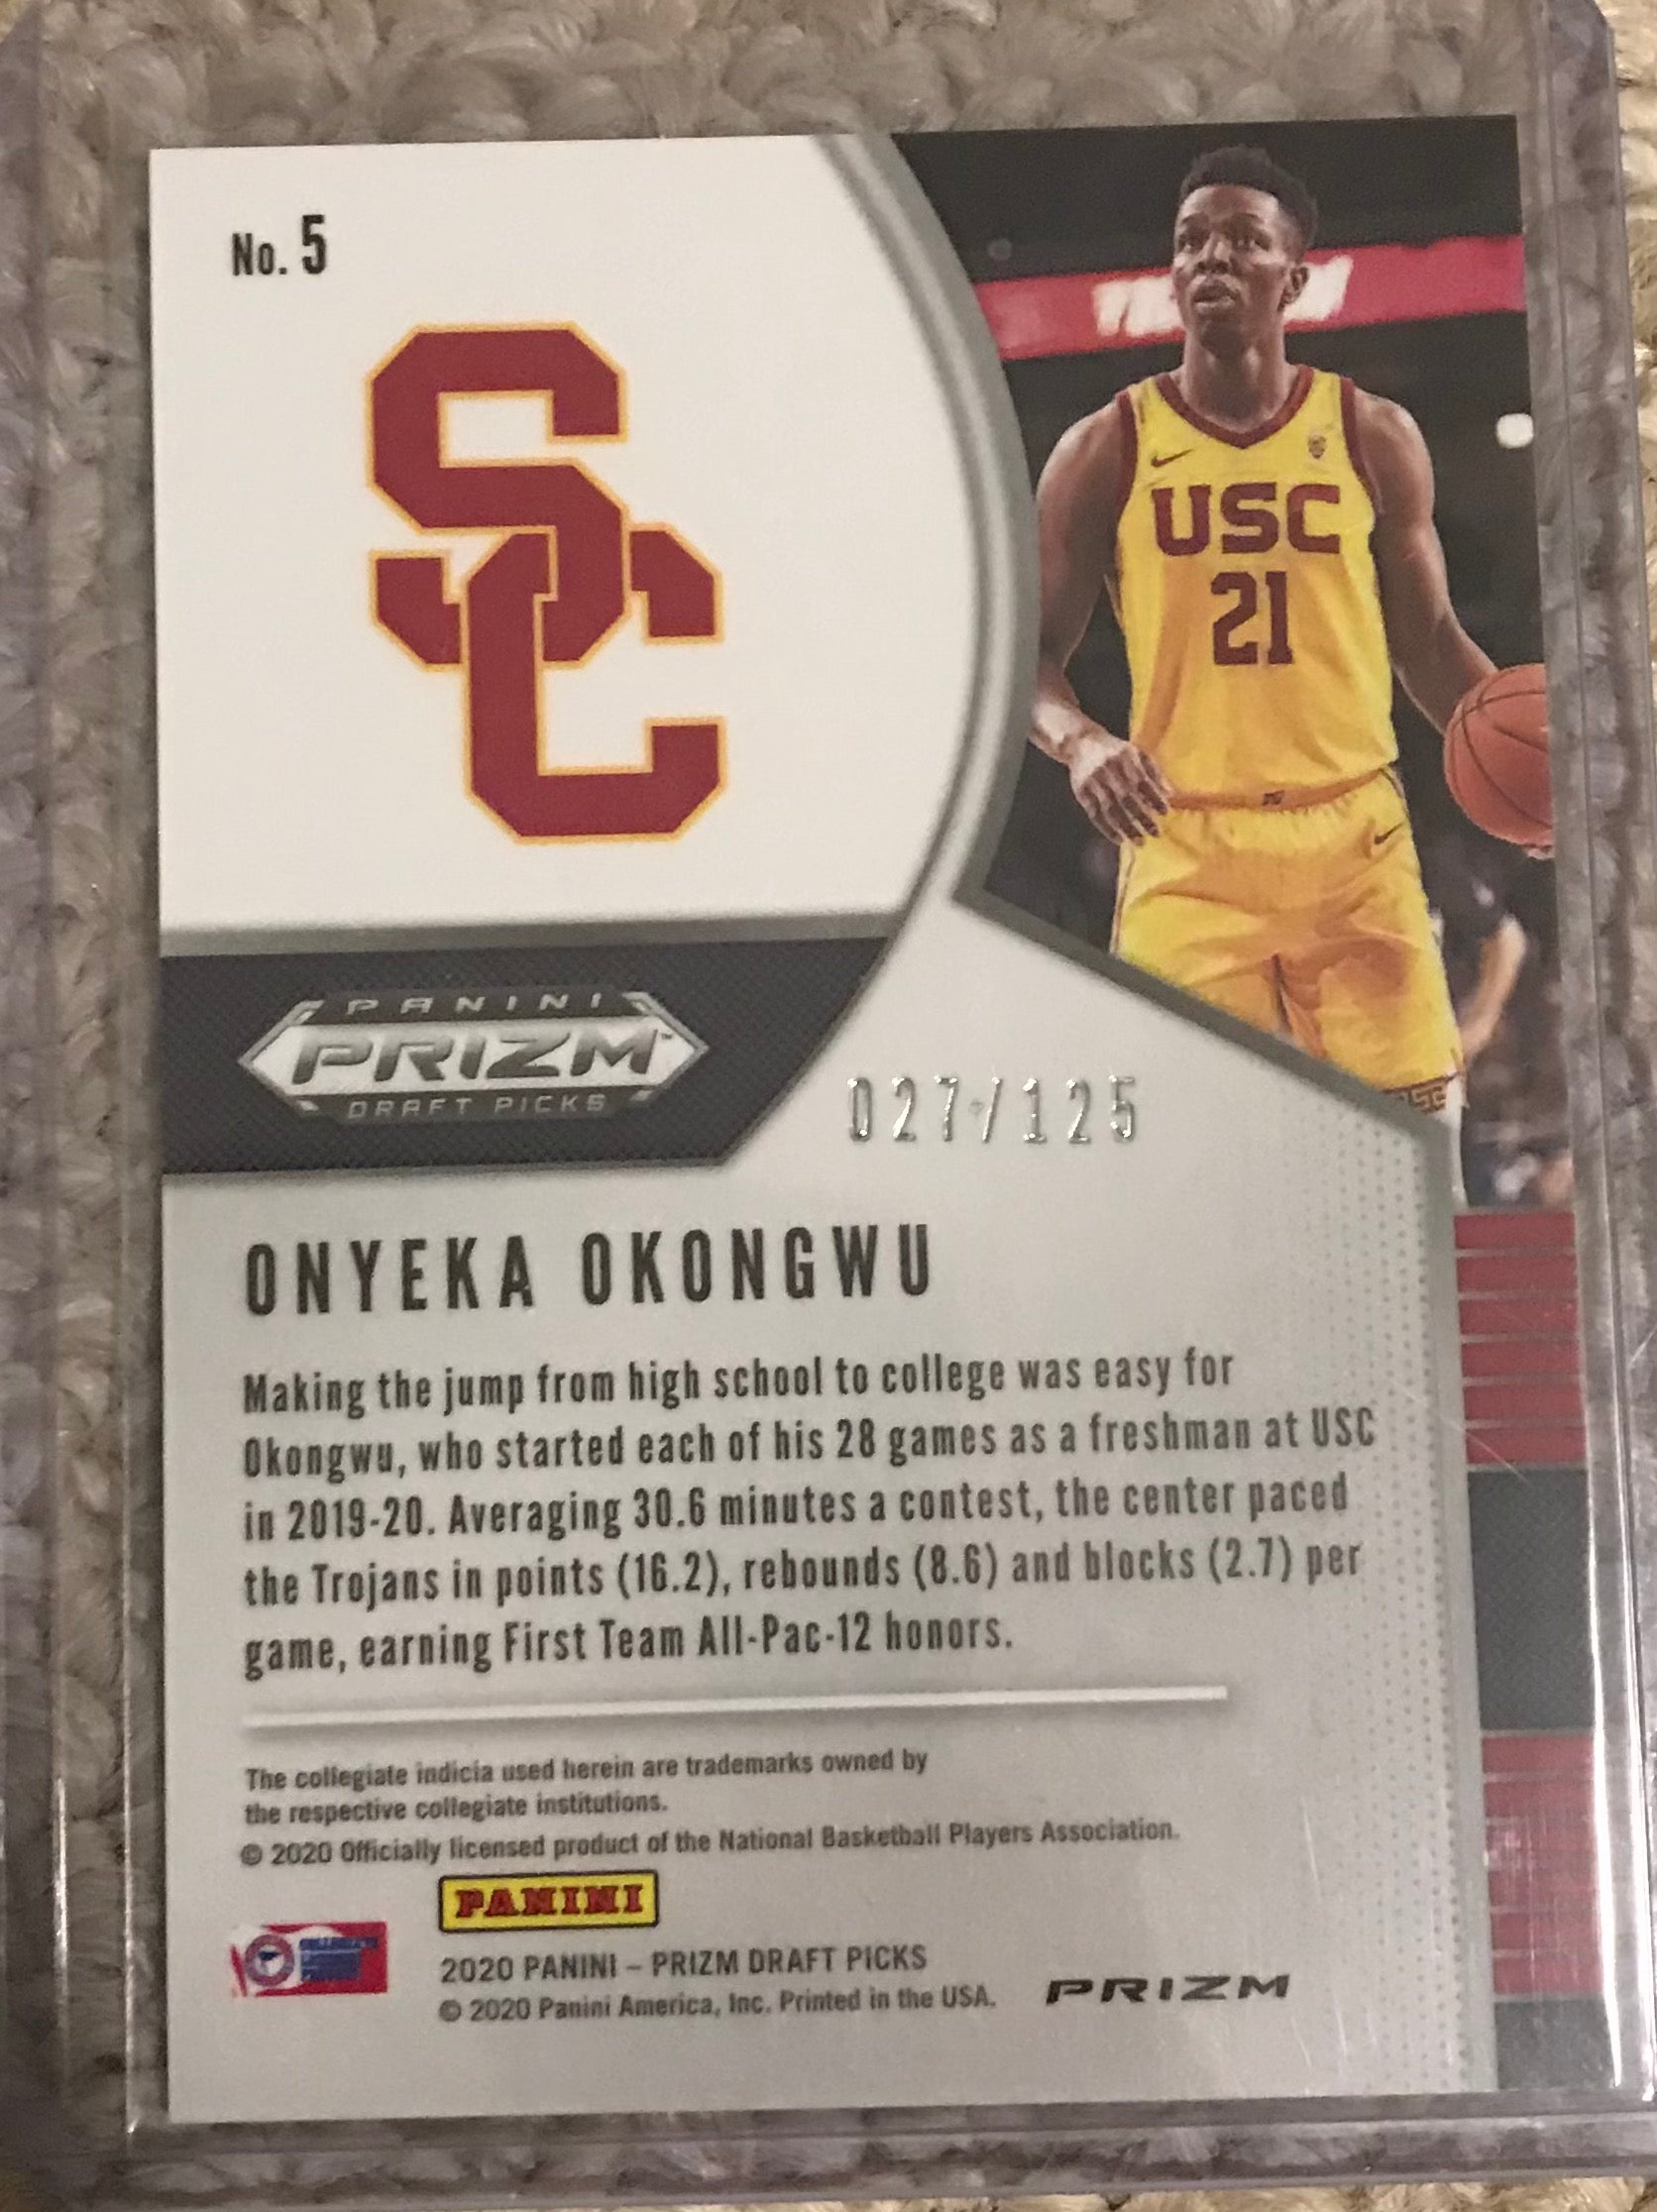 No. 5
SC
USC
21
PANINI
PRIZM
DRAFT PICKS
027/125
ONYEKA OKONGWU
Making the jump from high school to college was easy for
Okongwu, who started each of his 28 games as a freshman at USC
in 2019-20. Averaging 30.6 minutes a contest, the center paced
the Trojans in points (16.2), rebounds (8.6) and blocks (2.7) per
game, earning First Team All-Pac-12 honors.
The collegiate indicia used herein are trademarks owned by
the respective collegiate institutions.
© 2020 Officially licensed product of the National Basketball Players Association.
PANINI
2020 PANINI – PRIZM DRAFT PICKS
© 2020 Panini America, Inc. Printed in the USA.
PRIZM